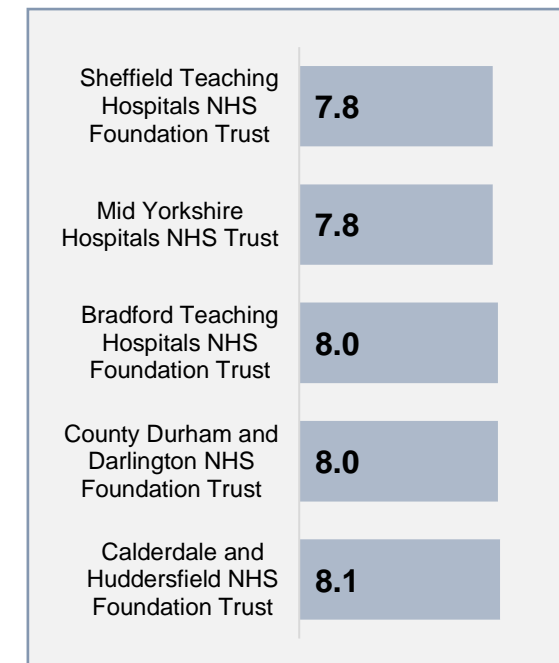 Sheffield Teaching
Hospitals NHS
Foundation Trust
7.8
Mid Yorkshire
Hospitals NHS Trust
7.8
Bradford Teaching
Hospitals NHS
Foundation Trust
8.0
County Durham and
Darlington NHS
Foundation Trust
8.0
Calderdale and
Huddersfield NHS
Foundation Trust
8.1